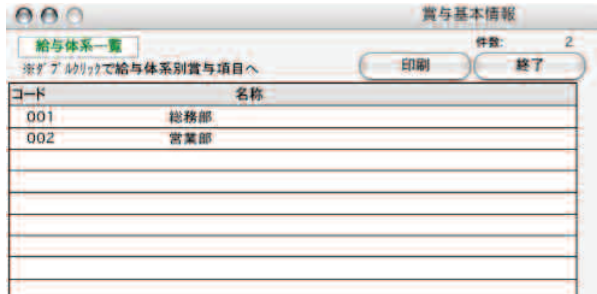 賞与基本情報
給与体系一覧
件数: 2
※ﾀﾞﾌﾞﾙｸﾘｯｸで給与体系別賞与項目へ
印刷 終了
コード 名称
001 総務部
002 営業部